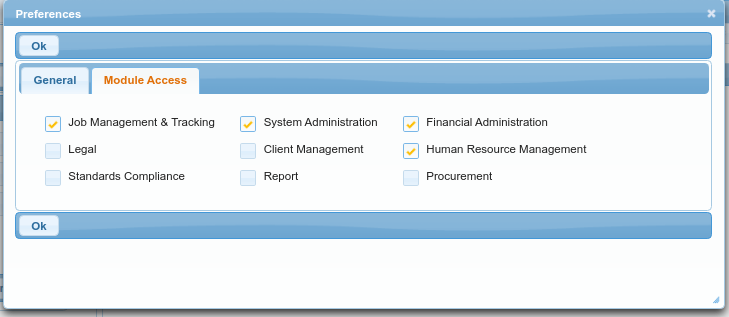 Preferences
Ok
General Module Access
Job Management & Tracking System Administration Financial Administration
Legal Client Management Human Resource Management
Standards Compliance Report Procurement
Ok